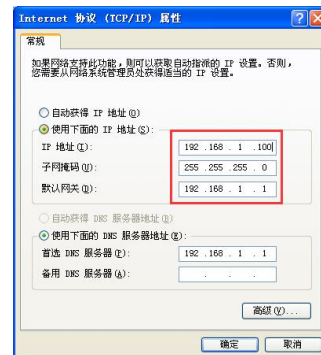 Internet 协议 (TCP/IP) 属性
常规
如果网络支持此功能，则可以获取自动指派的 IP 设置。否则，
您需要从网络系统管理员处获得适当的 IP 设置。
自动获得 IP 地址(O)
使用下面的 IP 地址(S):
IP 地址(I): 192 .168 . 1 .100
子网掩码(U): 255 .255 .255 . 0
默认网关(D): 192 .168 . 1 . 1
自动获得 DNS 服务器地址(B)
使用下面的 DNS 服务器地址(E):
首选 DNS 服务器(P): 192 .168 . 1 . 1
备用 DNS 服务器(A): . . .
高级(V)...
确定 取消